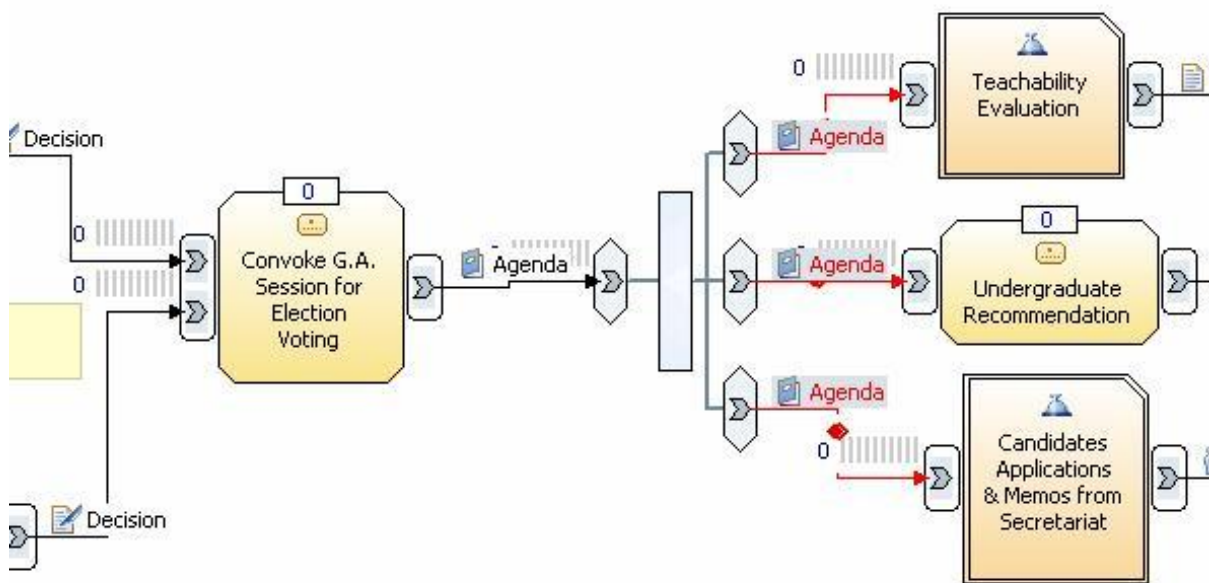 Decision
0
0
0
Convoke G.A.
Session for
Election
Voting
Decision
Agenda
Agenda
0
Teachability
Evaluation
Agenda
0
Undergraduate
Recommendation
Agenda
0
Candidates
Applications
& Memos from
Secretariat